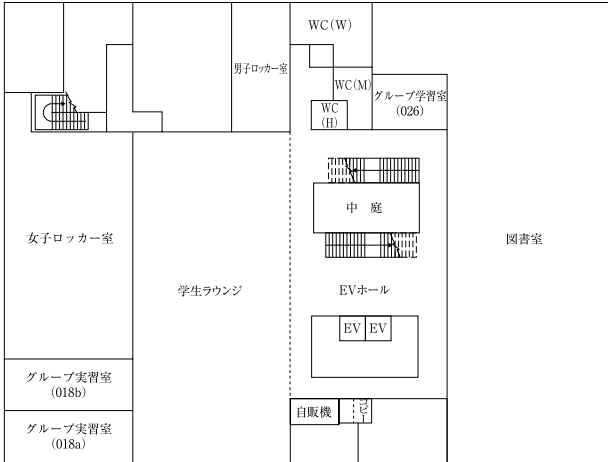 WC(W)
男子ロッカー室
WC(M)
グループ学習室
(026)
WC
(H)
中 庭
女子ロッカー室
図書室
学生ラウンジ
EVホール
EV
EV
グループ実習室
(018b)
自販機
コピー
グループ実習室
(018a)